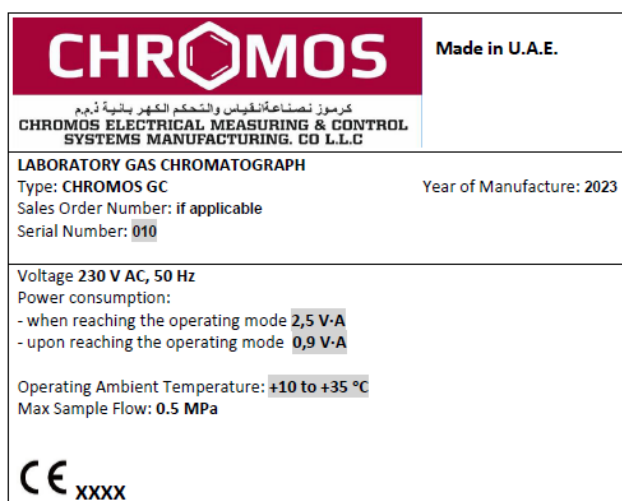 CHROMOS
Made in U.A.E.
كرموز نصناعةانقياس والتحكم الكهربانية ذ.م.م
CHROMOS ELECTRICAL MEASURING & CONTROL
SYSTEMS MANUFACTURING. CO L.L.C
LABORATORY GAS CHROMATOGRAPH
Type: CHROMOS GC
Year of Manufacture: 2023
Sales Order Number: if applicable
Serial Number: 010
Voltage 230 V AC, 50 Hz
Power consumption:
- when reaching the operating mode 2,5 V·A
- upon reaching the operating mode 0,9 V·A
Operating Ambient Temperature: +10 to +35 °C
Max Sample Flow: 0.5 MPa
CE XXXX